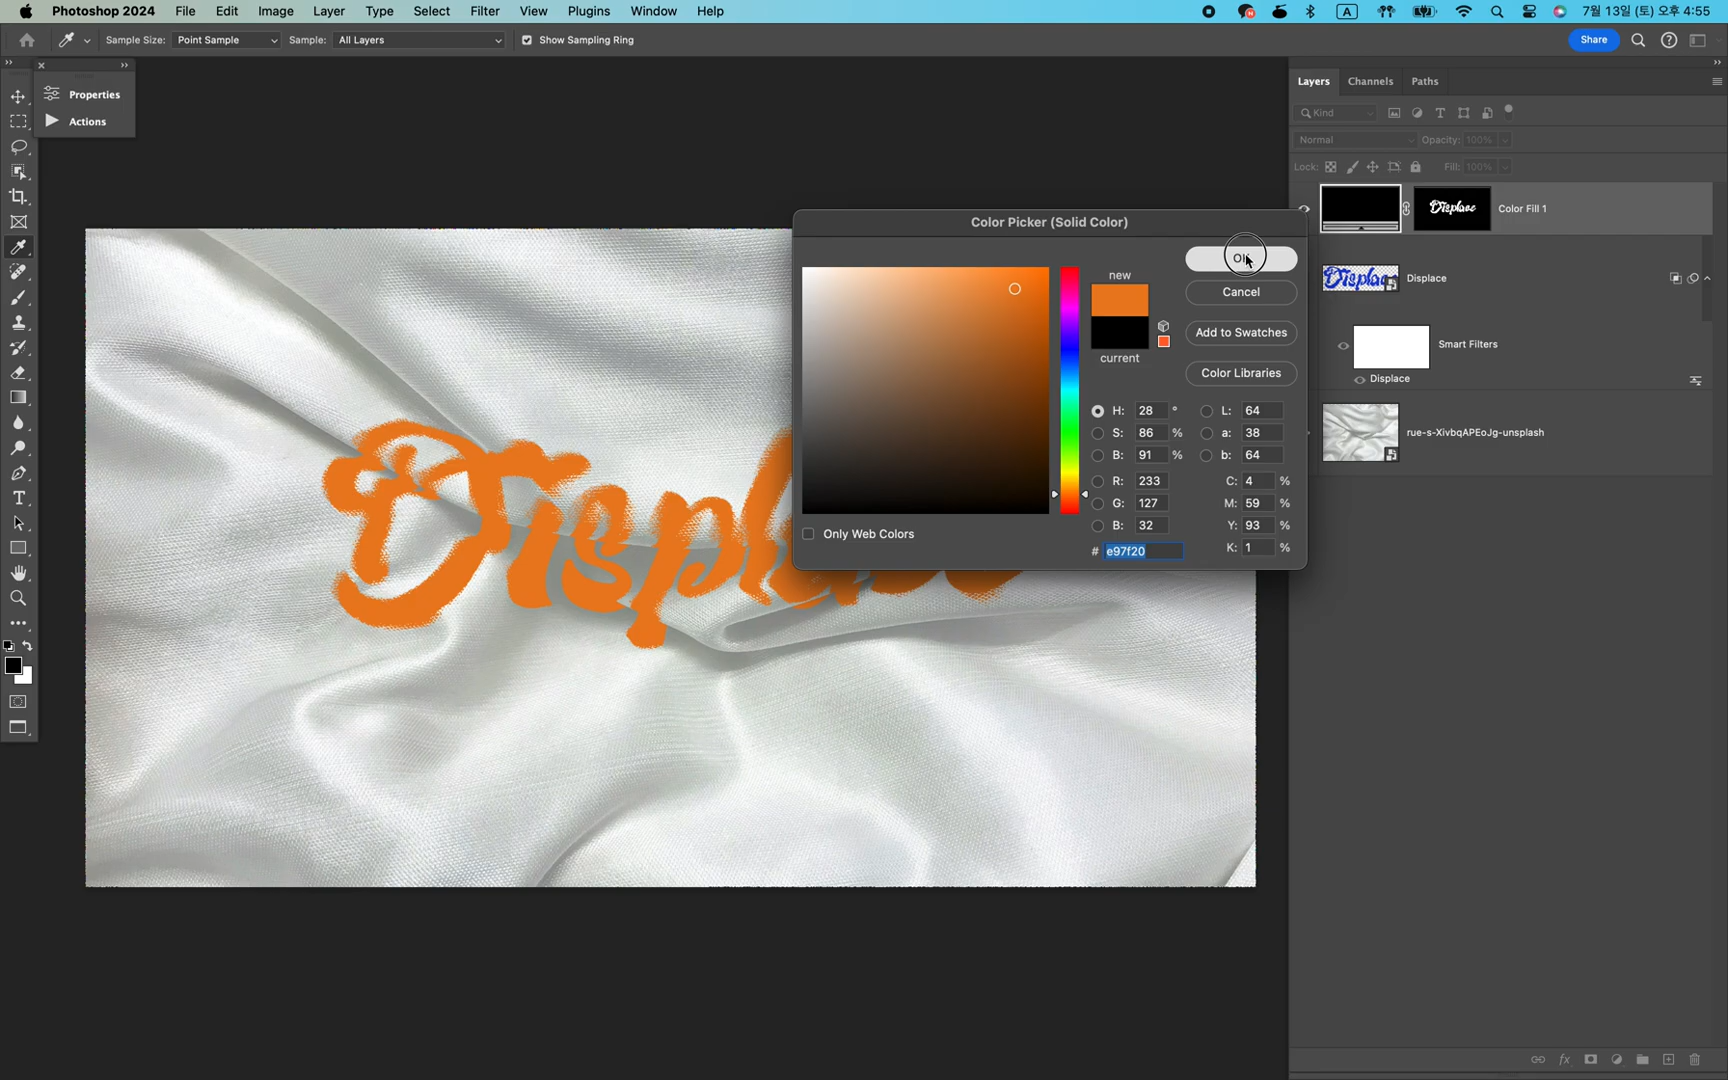 Photoshop 2024 File Edit Image Layer Type Select Filter View Plugins Window Help A 7월 13일 (토) 오후 4:55
Sample Size: Point Sample Sample: All Layers Show Sampling Ring Share
Properties
Actions
Layers Channels Paths
Kind
Normal Opacity: 100%
Lock: Fill: 100%
Displace Color Fill 1
Displace Displace
Smart Filters
Displace
rue-s-XivbqAPEoJg-unsplash
Displace
Color Picker (Solid Color)
new
current
OK
Cancel
Add to Swatches
Color Libraries
H: 28 ° L: 64
S: 86 % a: 38
B: 91 % b: 64
R: 233 C: 4 %
G: 127 M: 59 %
B: 32 Y: 93 %
# e97f20 K: 1 %
Only Web Colors